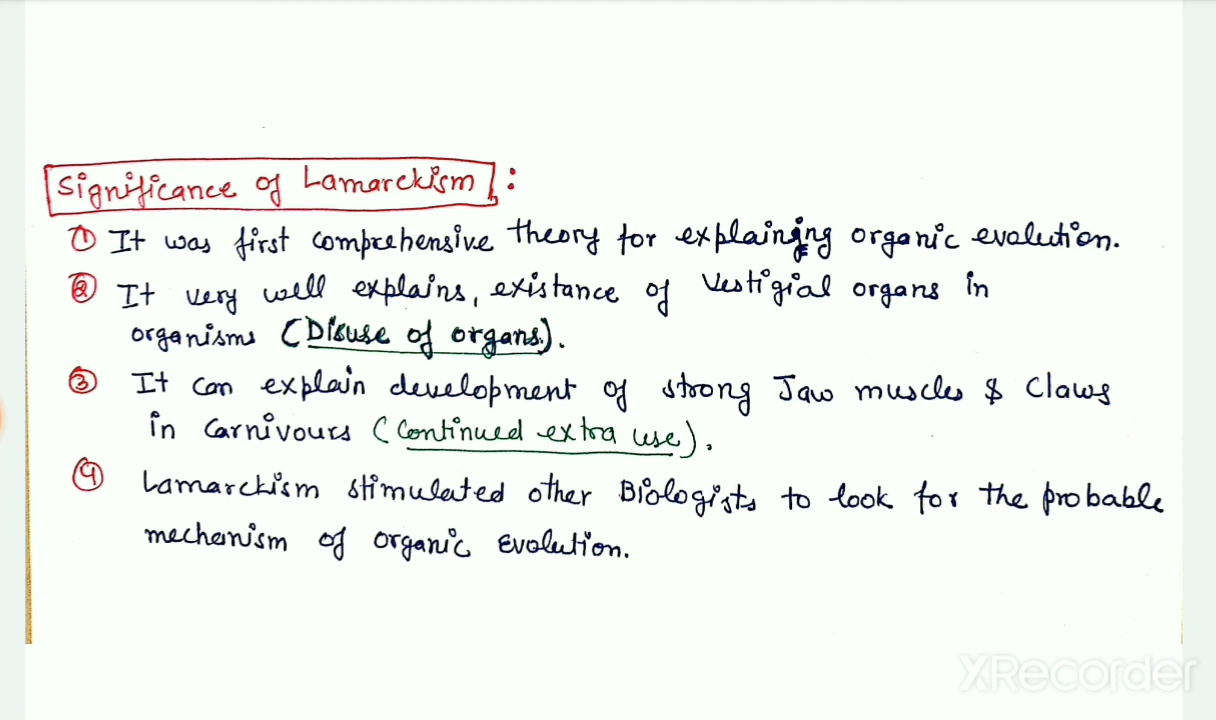 Significance of Lamarckism :
① It was first comprehensive theory for explaining organic evolution.
② It very well explains, existance of Vestigial organs in
organisms (Disuse of organs).
③ It can explain development of strong Jaw muscles & Claws
in Carnivours (Continued extra use).
④ Lamarckism stimulated other Biologists to look for the probable
mechanism of organic evolution.
XRecorder